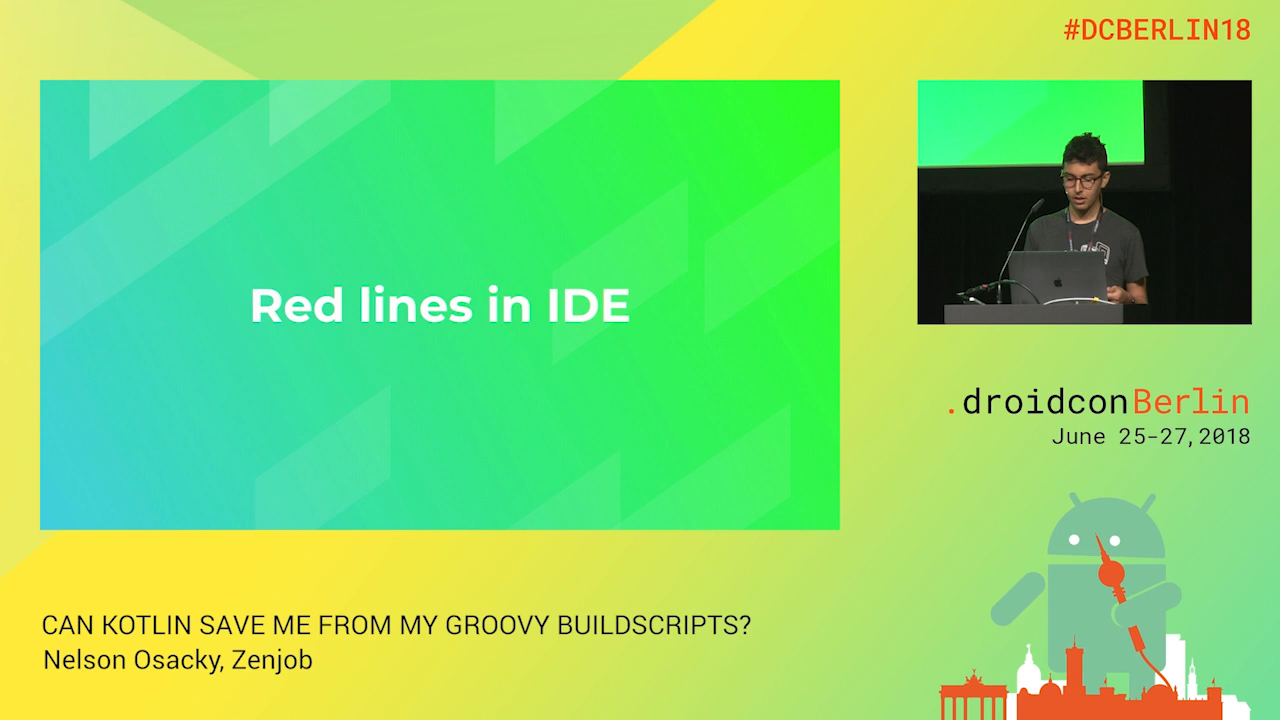 #DCBERLIN18
Red lines in IDE
.droidconBerlin
June 25-27, 2018
CAN KOTLIN SAVE ME FROM MY GROOVY BUILDSCRIPTS?
Nelson Osacky, Zenjob